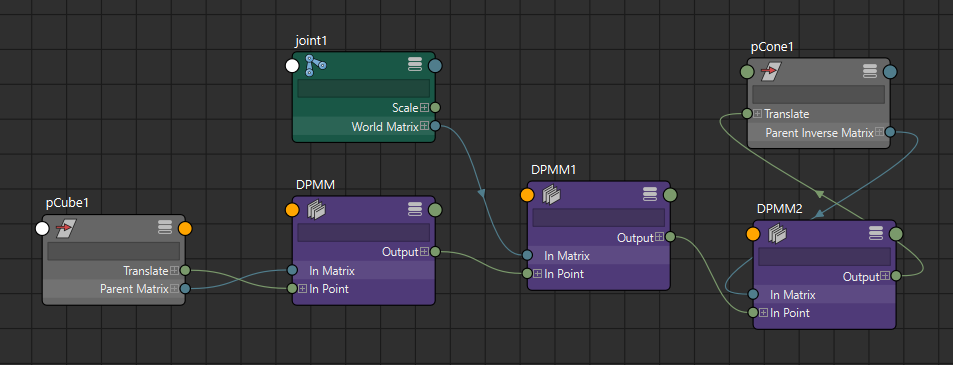 joint1
Scale
World Matrix
pCube1
Translate
Parent Matrix
DPMM
Output
In Matrix
In Point
DPMM1
Output
In Matrix
In Point
pCone1
Translate
Parent Inverse Matrix
DPMM2
Output
In Matrix
In Point